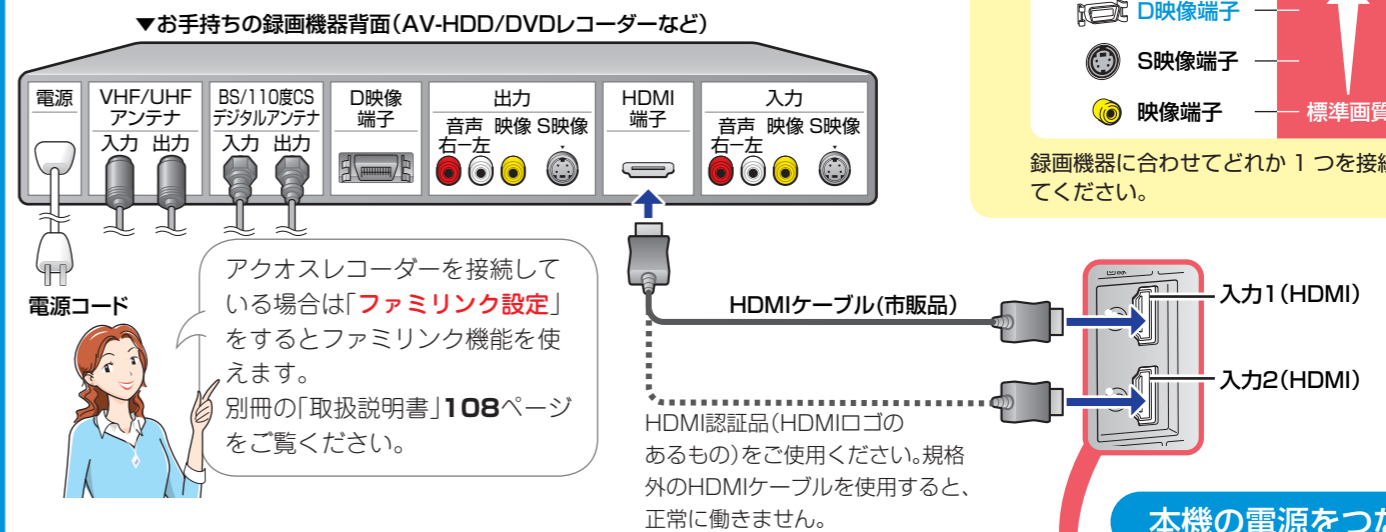 ▼お手持ちの録画機器背面(AV-HDD/DVDレコーダーなど)
電源
VHF/UHF
アンテナ
入力 出力
BS/110度CS
デジタルアンテナ
入力 出力
D映像
端子
出力
音声 映像 S映像
右ー左
HDMI
端子
入力
音声 映像 S映像
右ー左
D映像端子
S映像端子
映像端子
標準画質
録画機器に合わせてどれか 1 つを接続
てください。
電源コード
アクオスレコーダーを接続して
いる場合は「ファミリンク設定」
をするとファミリンク機能を使
えます。
別冊の「取扱説明書」108ページ
をご覧ください。
HDMIケーブル(市販品)
入力1(HDMI)
入力2(HDMI)
HDMI認証品(HDMIロゴの
あるもの)をご使用ください。規格
外のHDMIケーブルを使用すると、
正常に働きません。
本機の電源をつな